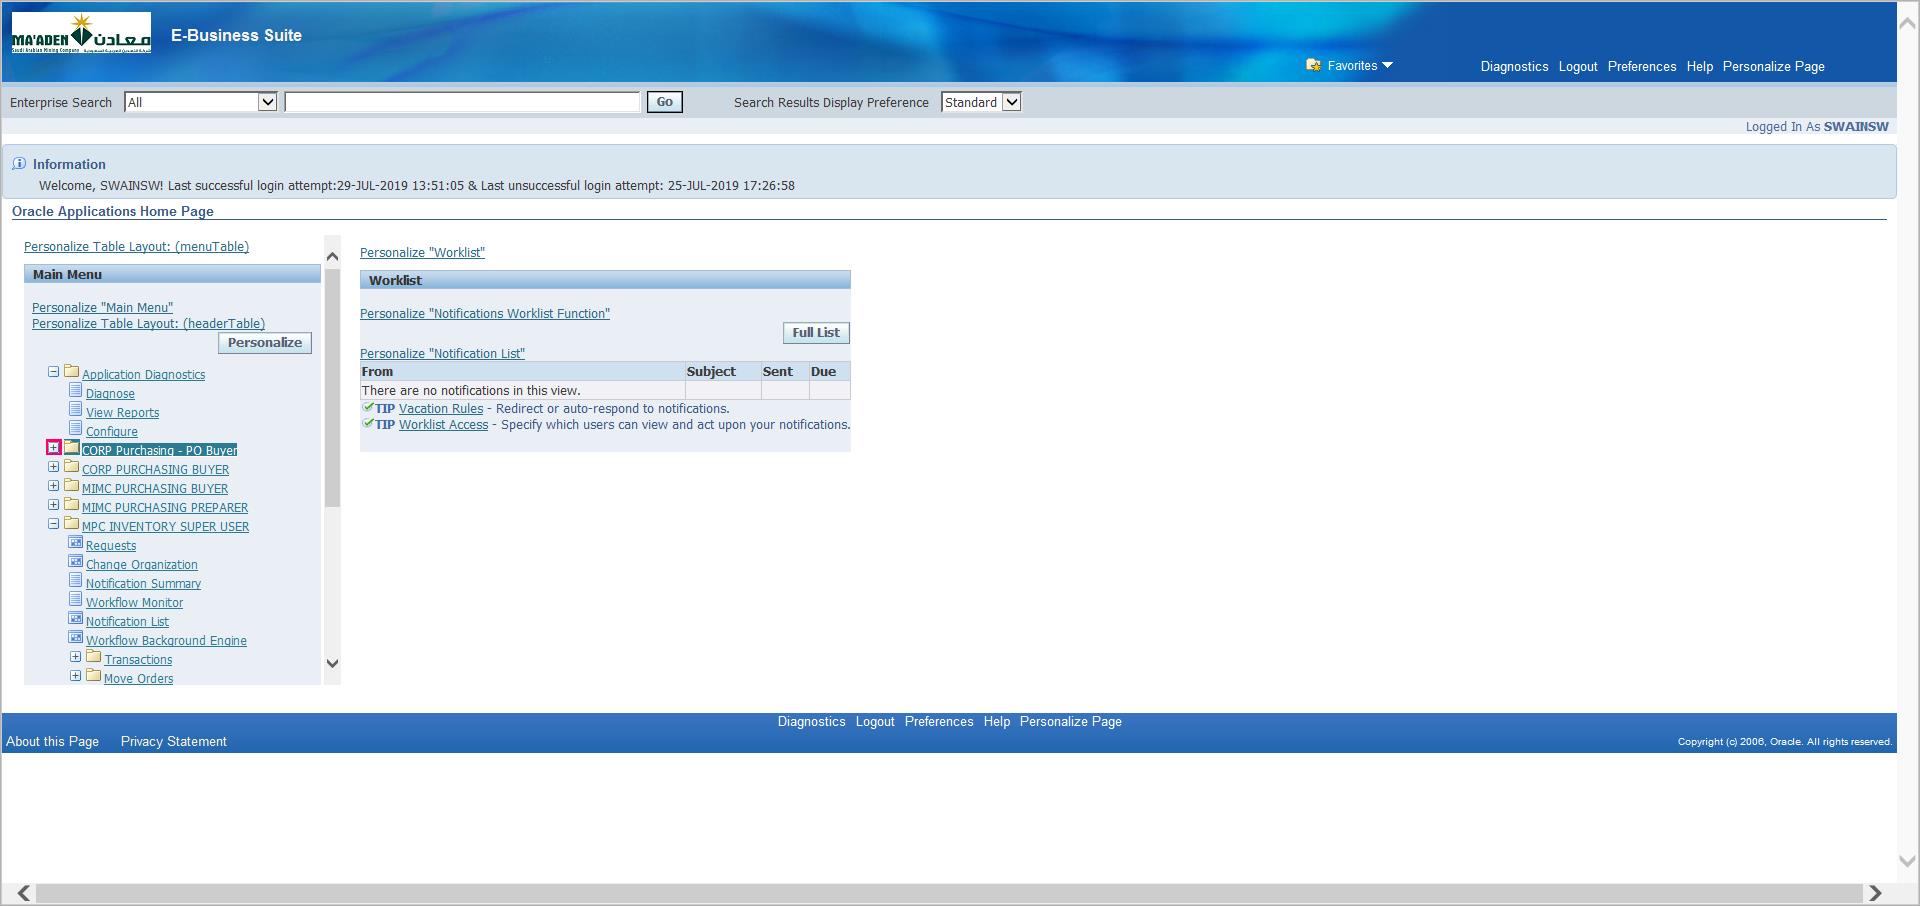 MA'ADEN معادن
Saudi Arabian Mining Company
E-Business Suite
Favorites
Diagnostics Logout Preferences Help Personalize Page
Enterprise Search All Go Search Results Display Preference Standard
Logged In As SWAINSW
Information
Welcome, SWAINSW! Last successful login attempt:29-JUL-2019 13:51:05 & Last unsuccessful login attempt: 25-JUL-2019 17:26:58
Oracle Applications Home Page
Personalize Table Layout: (menuTable)
Main Menu
Personalize "Main Menu"
Personalize Table Layout: (headerTable)
Personalize
Application Diagnostics
Diagnose
View Reports
Configure
CORP Purchasing - PO Buyer
CORP PURCHASING BUYER
MIMC PURCHASING BUYER
MIMC PURCHASING PREPARER
MPC INVENTORY SUPER USER
Requests
Change Organization
Notification Summary
Workflow Monitor
Notification List
Workflow Background Engine
Transactions
Move Orders
Personalize "Worklist"
Worklist
Personalize "Notifications Worklist Function"
Full List
Personalize "Notification List"
From Subject Sent Due
There are no notifications in this view.
TIP Vacation Rules - Redirect or auto-respond to notifications.
TIP Worklist Access - Specify which users can view and act upon your notifications.
Diagnostics Logout Preferences Help Personalize Page
About this Page Privacy Statement
Copyright (c) 2006, Oracle. All rights reserved.